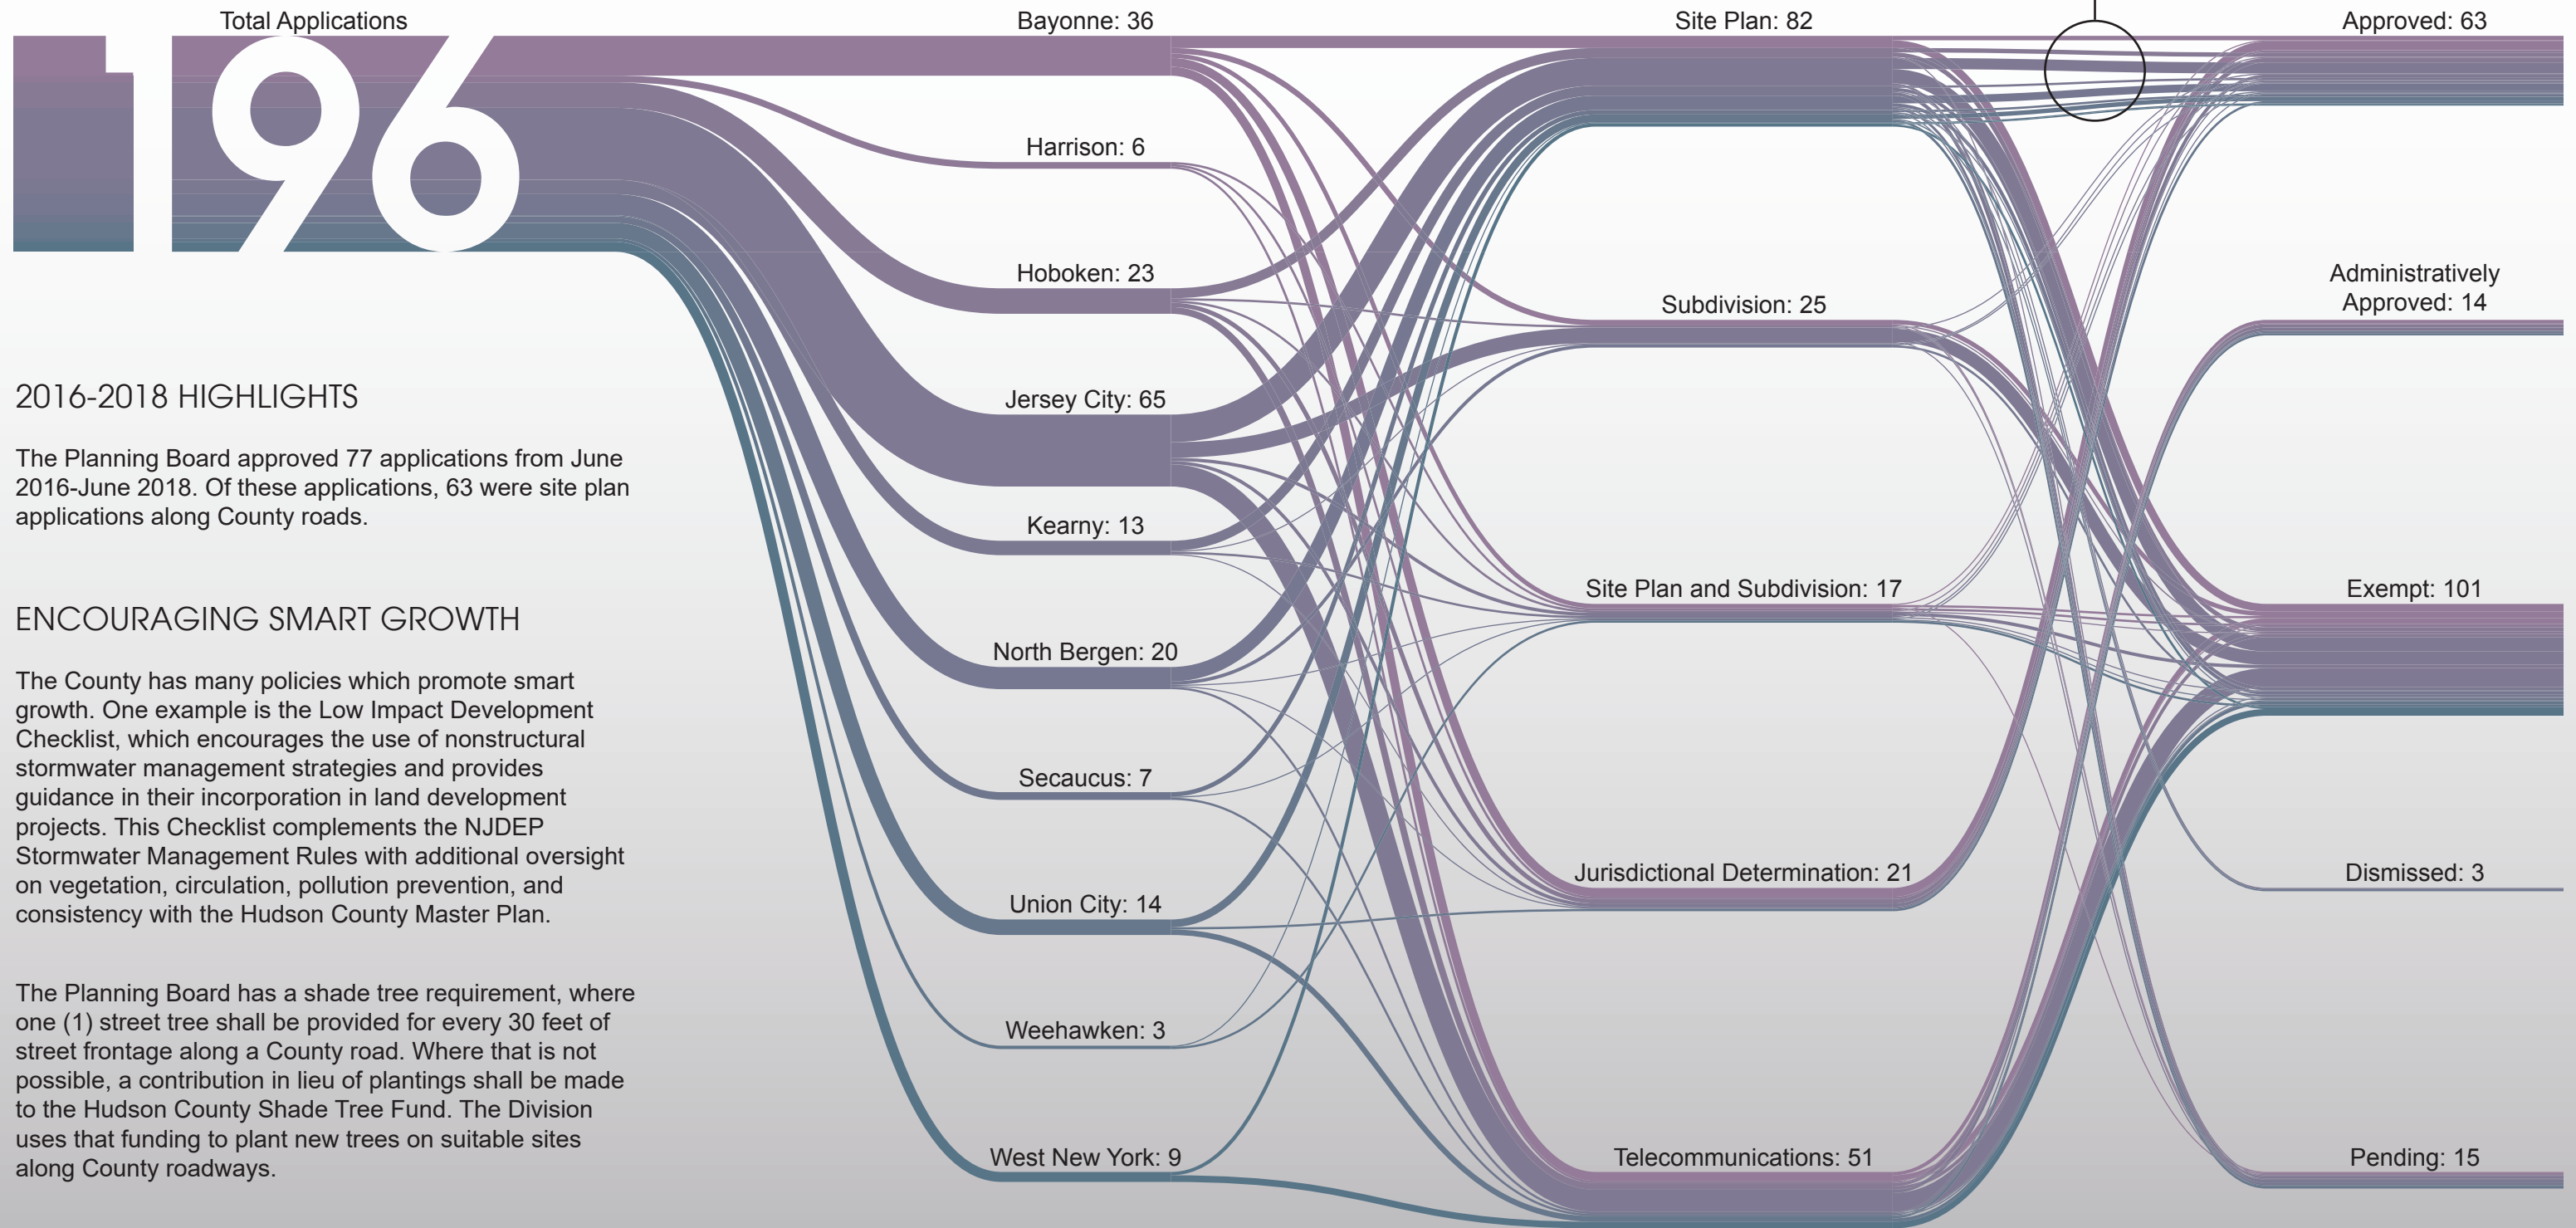 Total Applications
196
2016-2018 HIGHLIGHTS
The Planning Board approved 77 applications from June
2016-June 2018. Of these applications, 63 were site plan
applications along County roads.
ENCOURAGING SMART GROWTH
The County has many policies which promote smart
growth. One example is the Low Impact Development
Checklist, which encourages the use of nonstructural
stormwater management strategies and provides
guidance in their incorporation in land development
projects. This Checklist complements the NJDEP
Stormwater Management Rules with additional oversight
on vegetation, circulation, pollution prevention, and
consistency with the Hudson County Master Plan.
The Planning Board has a shade tree requirement, where
one (1) street tree shall be provided for every 30 feet of
street frontage along a County road. Where that is not
possible, a contribution in lieu of plantings shall be made
to the Hudson County Shade Tree Fund. The Division
uses that funding to plant new trees on suitable sites
along County roadways.
Bayonne: 36
Harrison: 6
Hoboken: 23
Jersey City: 65
Kearny: 13
North Bergen: 20
Secaucus: 7
Union City: 14
Weehawken: 3
West New York: 9
Site Plan: 82
Subdivision: 25
Site Plan and Subdivision: 17
Jurisdictional Determination: 21
Telecommunications: 51
Approved: 63
Administratively
Approved: 14
Exempt: 101
Dismissed: 3
Pending: 15